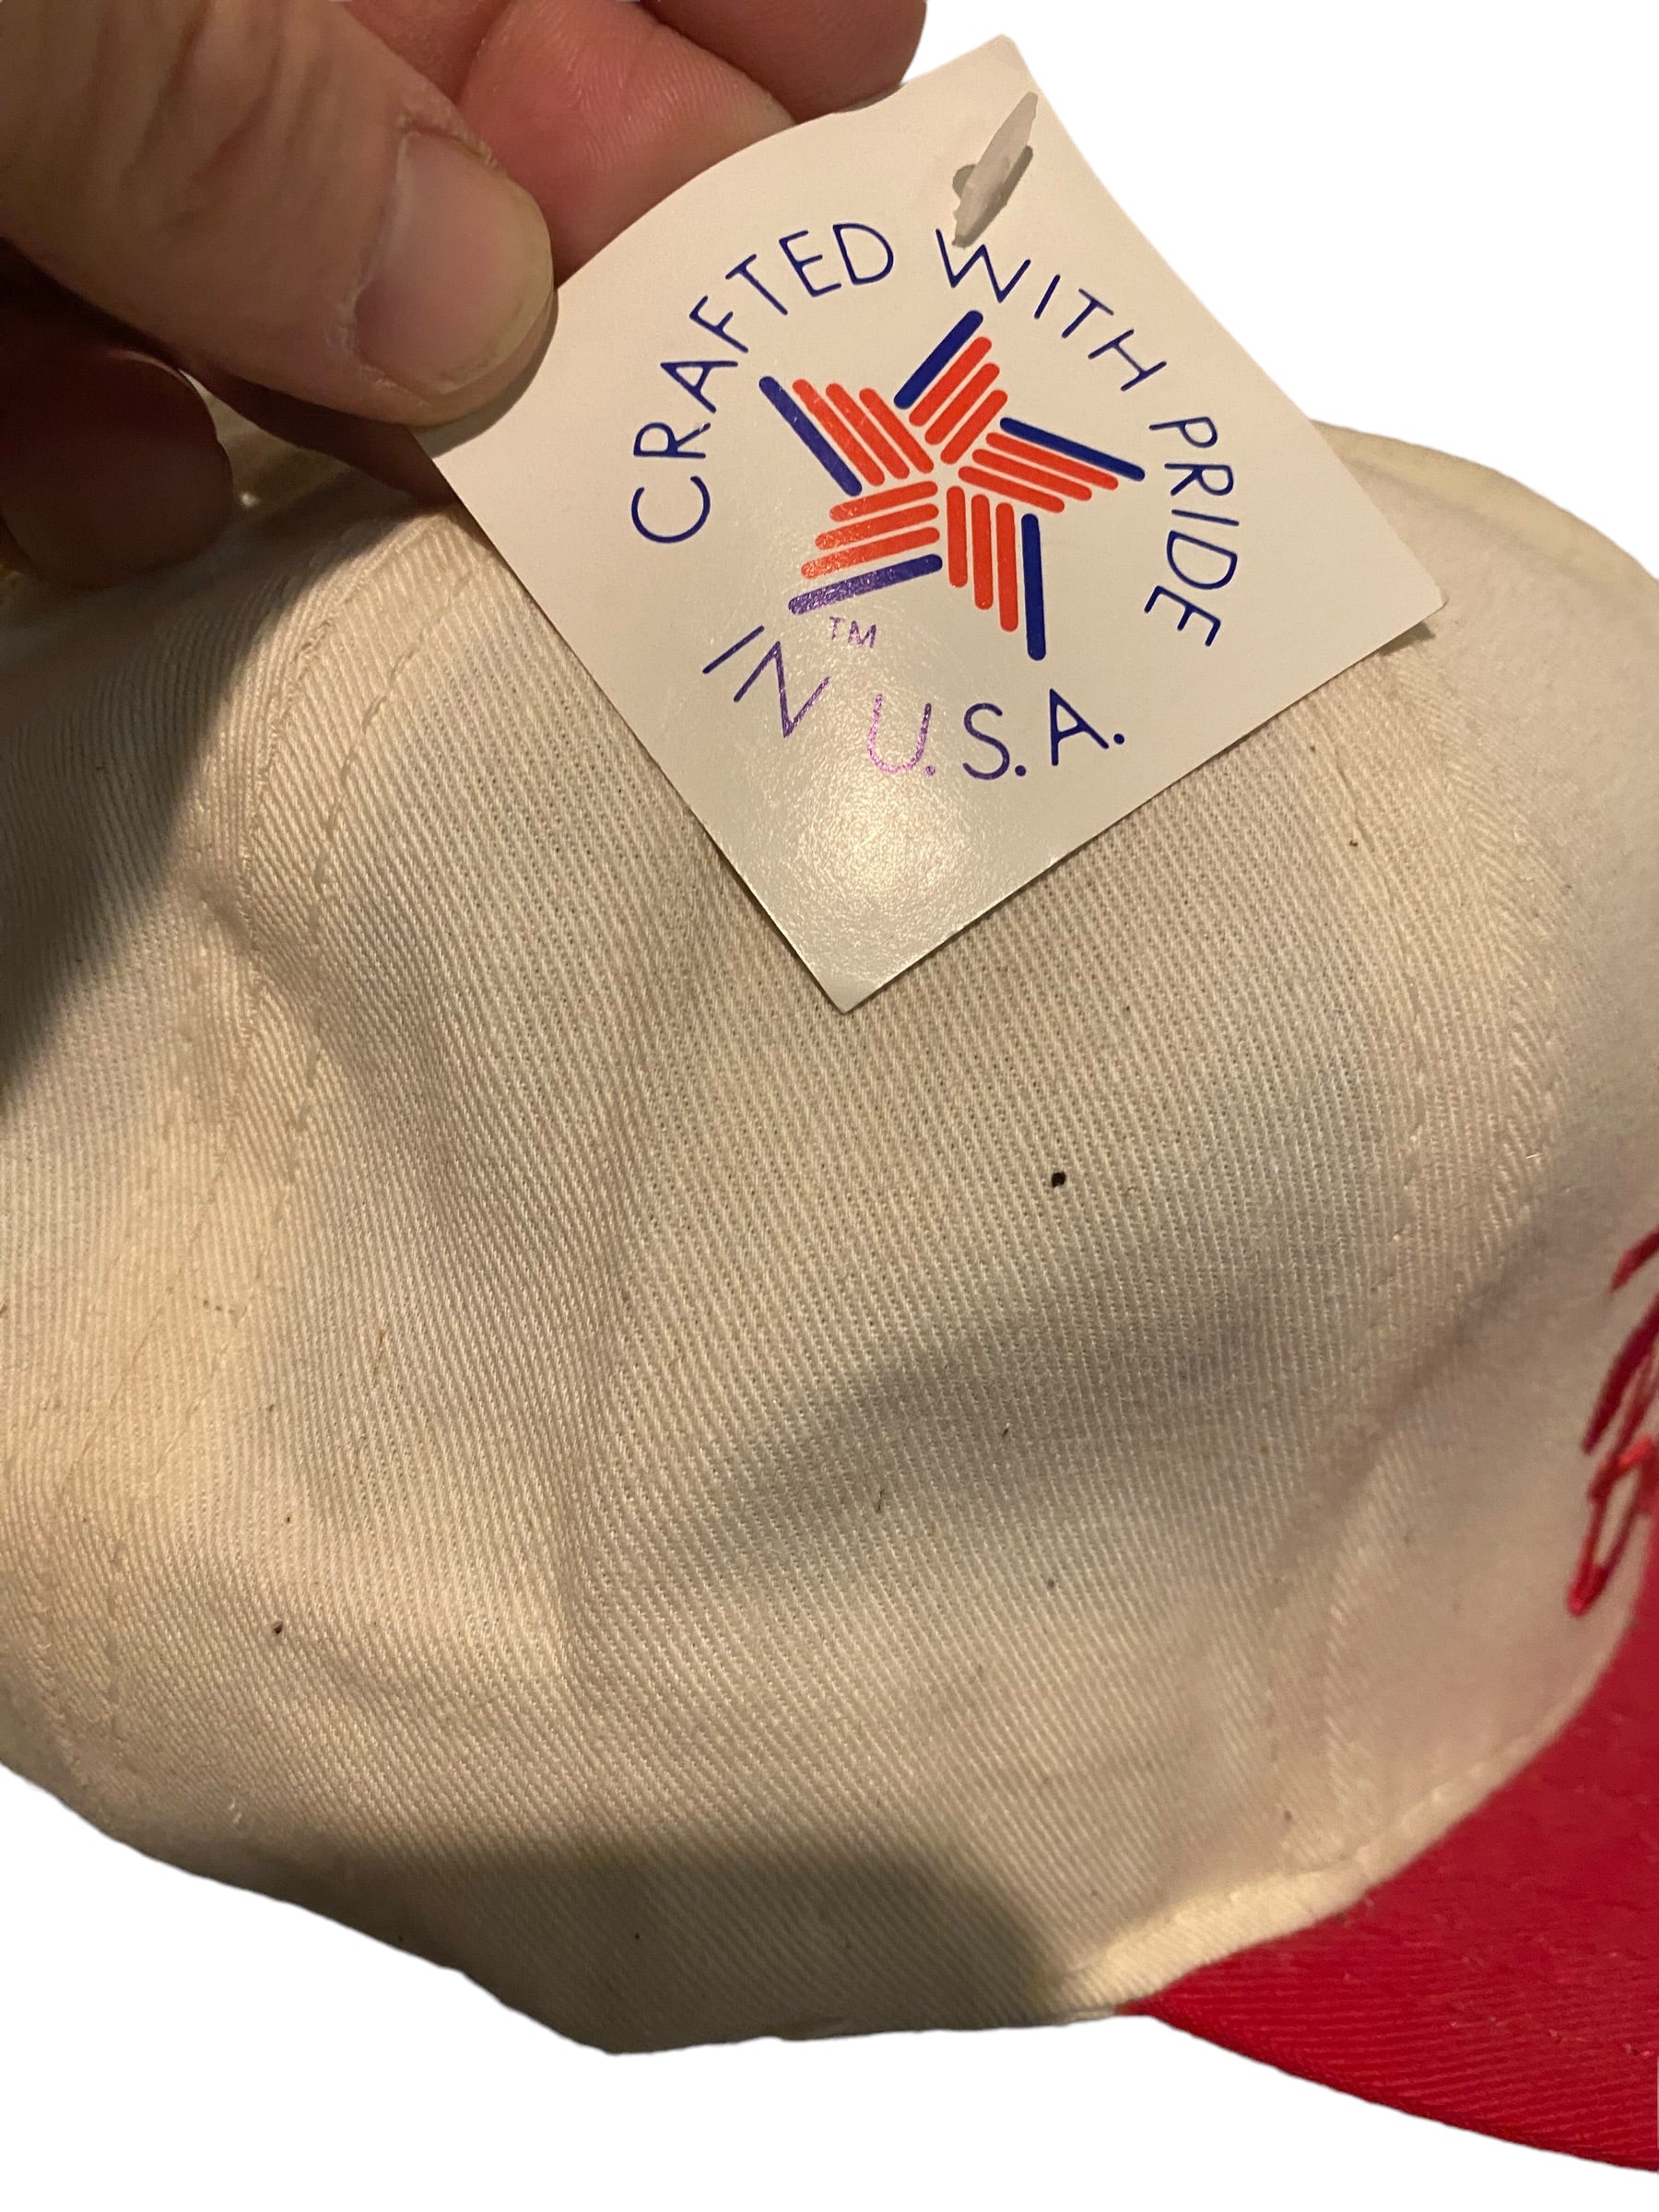 CRAFTED WITH PRIDE
IN U.S.A.
TM